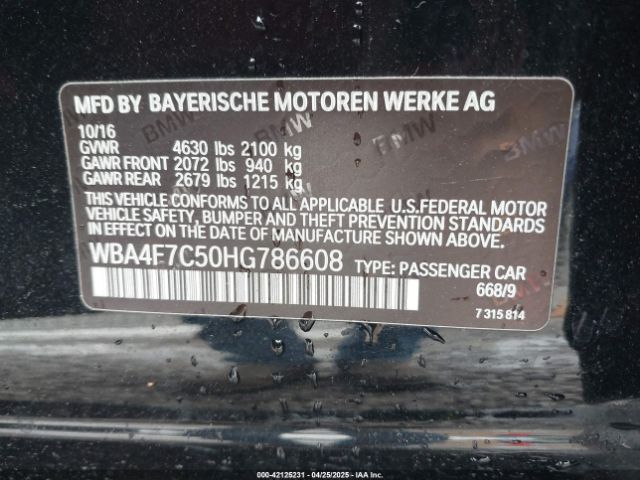 MFD BY BAYERISCHE MOTOREN WERKE AG
10/16
GVWR 4630 lbs 2100 kg
GAWR FRONT 2072 lbs 940 kg
GAWR REAR 2679 lbs 1215 kg
THIS VEHICLE CONFORMS TO ALL APPLICABLE U.S.FEDERAL MOTOR
VEHICLE SAFETY, BUMPER AND THEFT PREVENTION STANDARDS
IN EFFECT ON THE DATE OF MANUFACTURE SHOWN ABOVE.
WBA4F7C50HG786608 TYPE: PASSENGER CAR
668/9
7 315 814
BMW
BMW
BMW
000-42125231 - 04/25/2025 - IAA Inc.